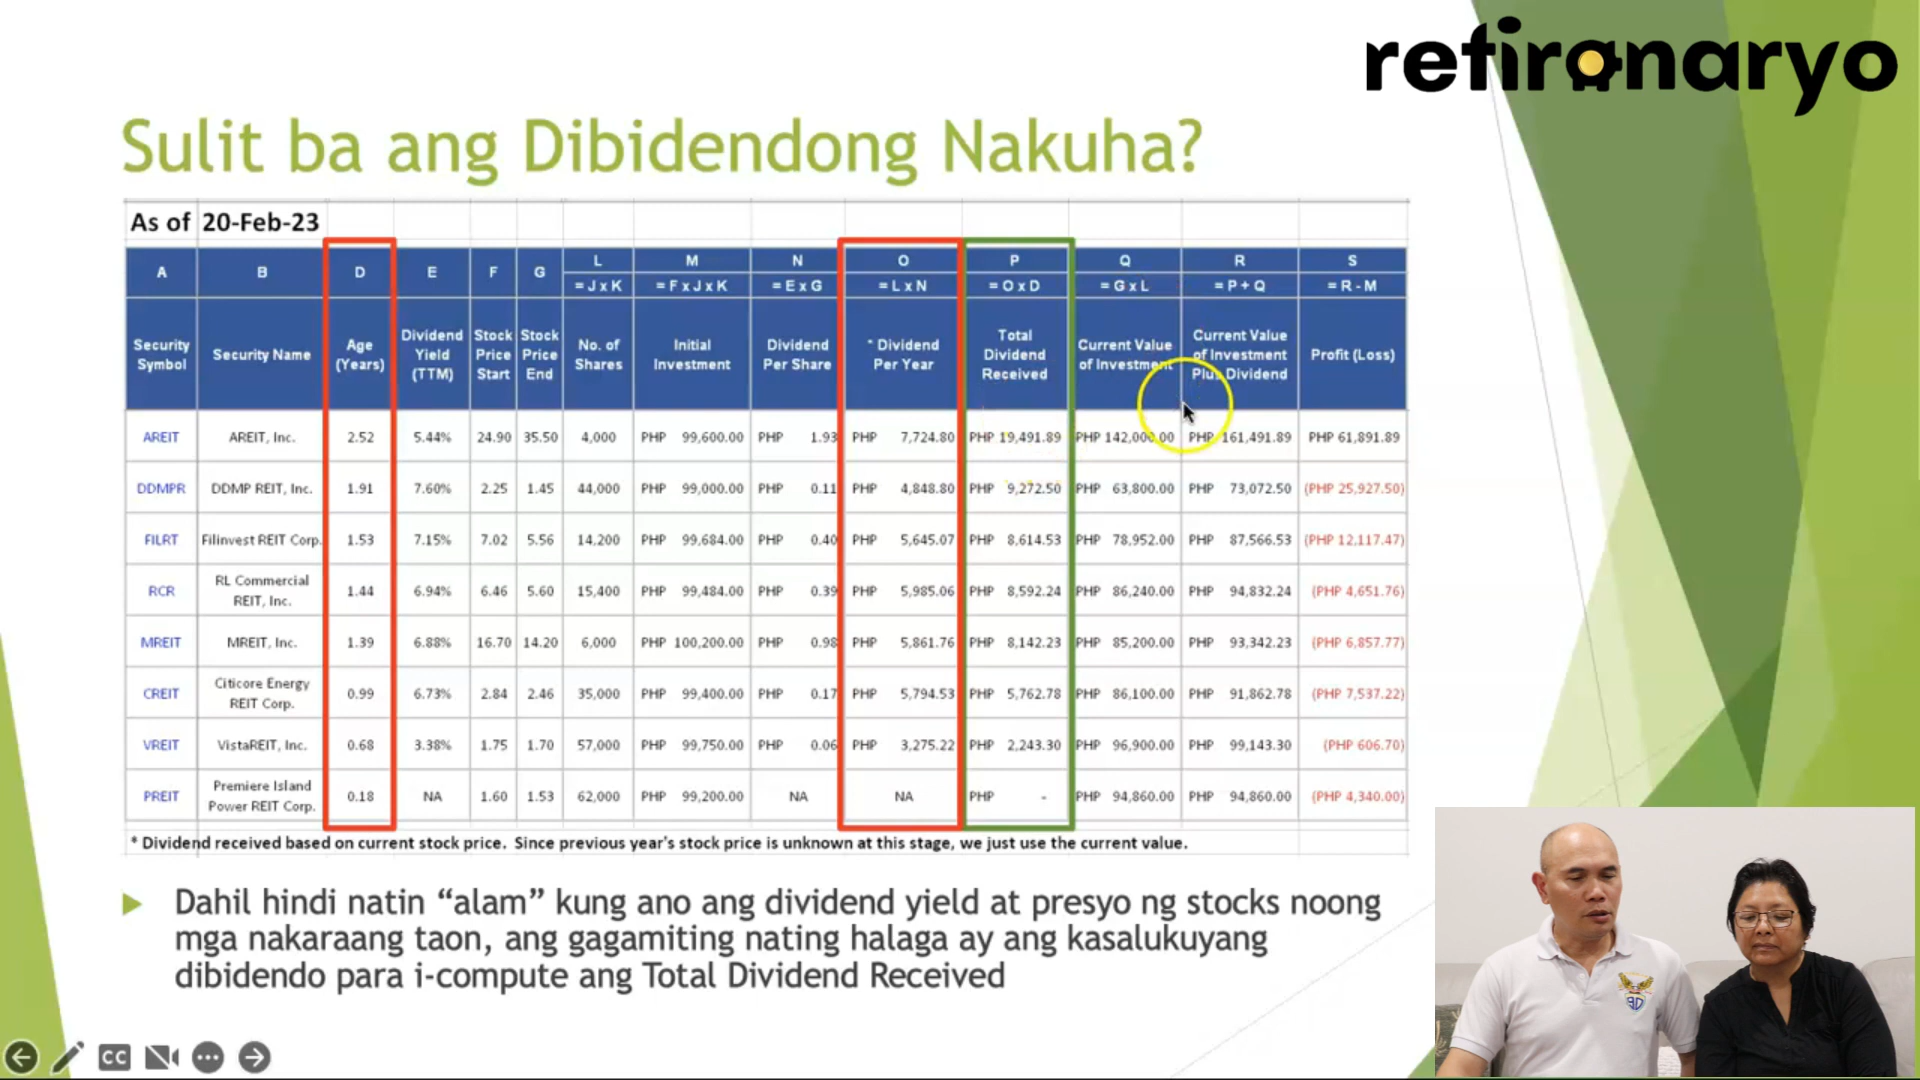 retiranaryo
Sulit ba ang Dibidendong Nakuha?
As of 20-Feb-23
A B D E F G L M N O P Q R S
= J x K = F x J x K = E x G = L x N = O x D = G x L = P + Q = R - M
Security Symbol Security Name Age (Years) Dividend Yield (TTM) Stock Price Start Stock Price End No. of Shares Initial Investment Dividend Per Share * Dividend Per Year Total Dividend Received Current Value of Investment Current Value of Investment Plus Dividend Profit (Loss)
AREIT AREIT, Inc. 2.52 5.44% 24.90 35.50 4,000 PHP 99,600.00 PHP 1.93 PHP 7,724.80 PHP 19,491.89 PHP 142,000.00 PHP 161,491.89 PHP 61,891.89
DDMPR DDMP REIT, Inc. 1.91 7.60% 2.25 1.45 44,000 PHP 99,000.00 PHP 0.11 PHP 4,848.80 PHP 9,272.50 PHP 63,800.00 PHP 73,072.50 (PHP 25,927.50)
FILRT Filinvest REIT Corp. 1.53 7.15% 7.02 5.56 14,200 PHP 99,684.00 PHP 0.40 PHP 5,645.07 PHP 8,614.53 PHP 78,952.00 PHP 87,566.53 (PHP 12,117.47)
RCR RL Commercial REIT, Inc. 1.44 6.94% 6.46 5.60 15,400 PHP 99,484.00 PHP 0.39 PHP 5,985.06 PHP 8,592.24 PHP 86,240.00 PHP 94,832.24 (PHP 4,651.76)
MREIT MREIT, Inc. 1.39 6.88% 16.70 14.20 6,000 PHP 100,200.00 PHP 0.98 PHP 5,861.76 PHP 8,142.23 PHP 85,200.00 PHP 93,342.23 (PHP 6,857.77)
CREIT Citicore Energy REIT Corp. 0.99 6.73% 2.84 2.46 35,000 PHP 99,400.00 PHP 0.17 PHP 5,794.53 PHP 5,762.78 PHP 86,100.00 PHP 91,862.78 (PHP 7,537.22)
VREIT VistaREIT, Inc. 0.68 3.38% 1.75 1.70 57,000 PHP 99,750.00 PHP 0.06 PHP 3,275.22 PHP 2,243.30 PHP 96,900.00 PHP 99,143.30 (PHP 606.70)
PREIT Premiere Island Power REIT Corp. 0.18 NA 1.60 1.53 62,000 PHP 99,200.00 NA NA PHP - PHP 94,860.00 PHP 94,860.00 (PHP 4,340.00)
* Dividend received based on current stock price. Since previous year's stock price is unknown at this stage, we just use the current value.
Dahil hindi natin “alam” kung ano ang dividend yield at presyo ng stocks noong
mga nakaraang taon, ang gagamiting nating halaga ay ang kasalukuyang
dibidendo para i-compute ang Total Dividend Received
CC